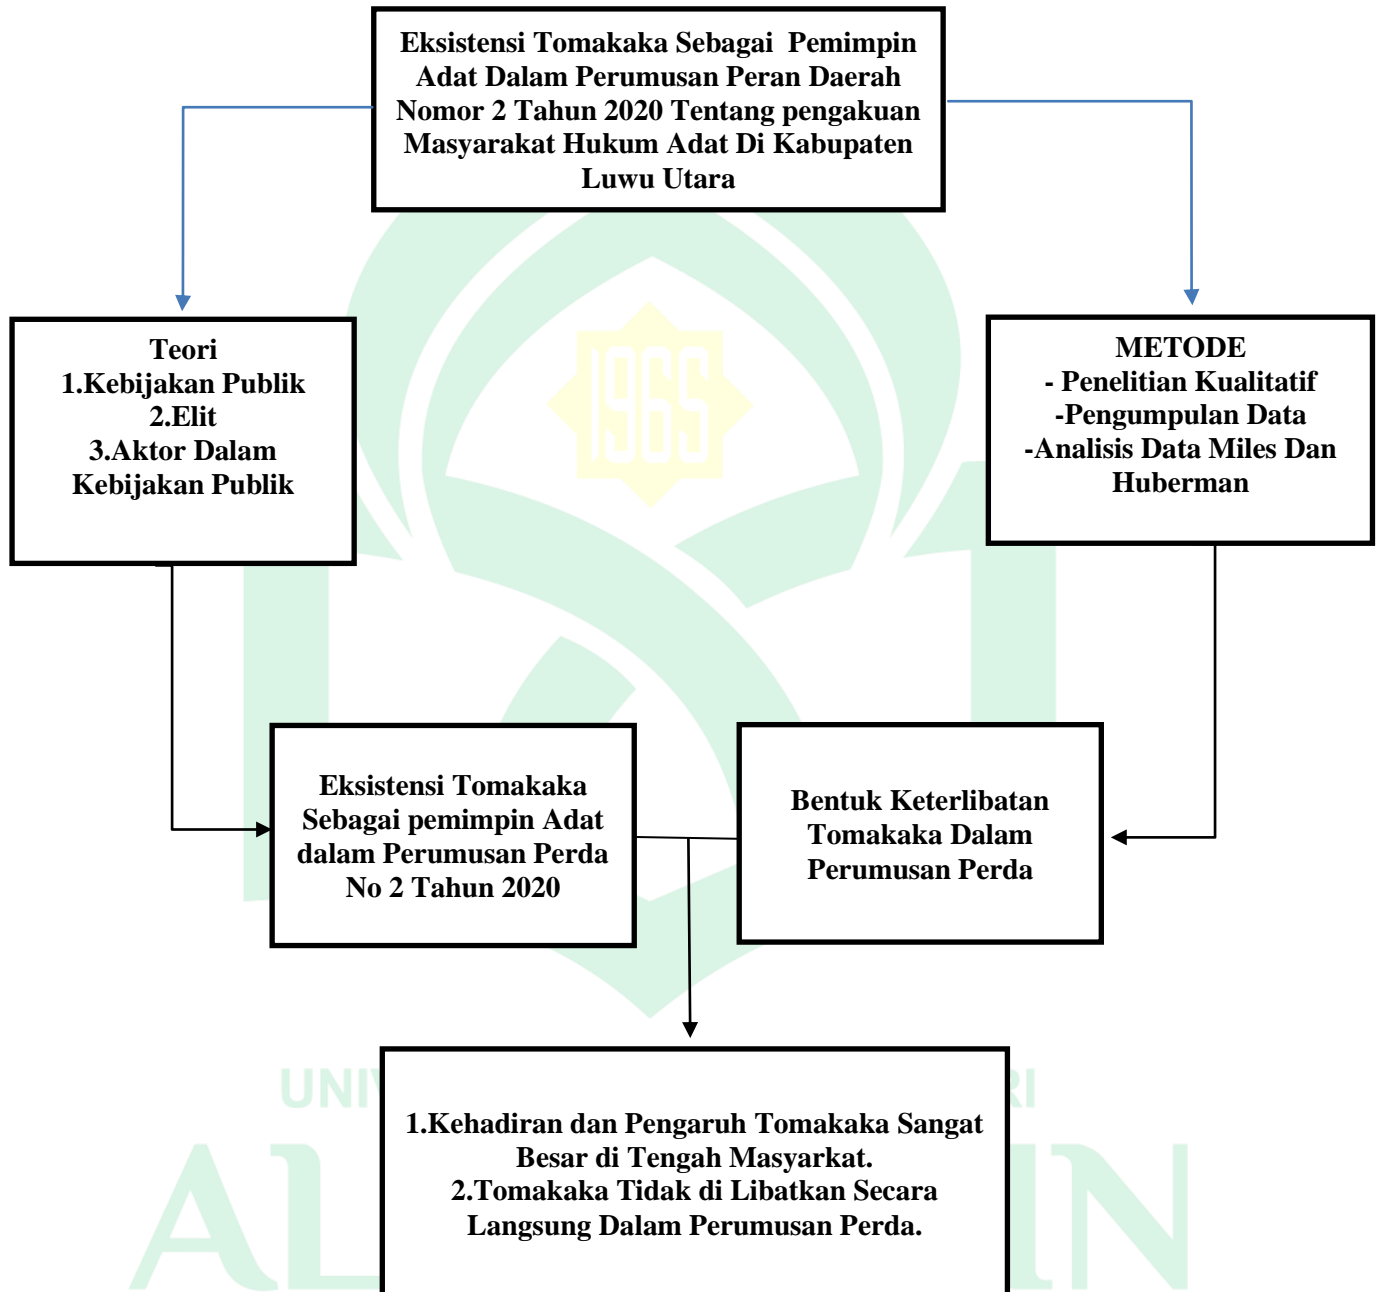 Eksistensi Tomakaka Sebagai Pemimpin
Adat Dalam Perumusan Peran Daerah
Nomor 2 Tahun 2020 Tentang pengakuan
Masyarakat Hukum Adat Di Kabupaten
Luwu Utara
Teori
1.Kebijakan Publik
2.Elit
3.Aktor Dalam
Kebijakan Publik
METODE
- Penelitian Kualitatif
-Pengumpulan Data
-Analisis Data Miles Dan
Huberman
1965
Eksistensi Tomakaka
Sebagai pemimpin Adat
dalam Perumusan Perda
No 2 Tahun 2020
Bentuk Keterlibatan
Tomakaka Dalam
Perumusan Perda
1.Kehadiran dan Pengaruh Tomakaka Sangat
Besar di Tengah Masyarkat.
2.Tomakaka Tidak di Libatkan Secara
Langsung Dalam Perumusan Perda.